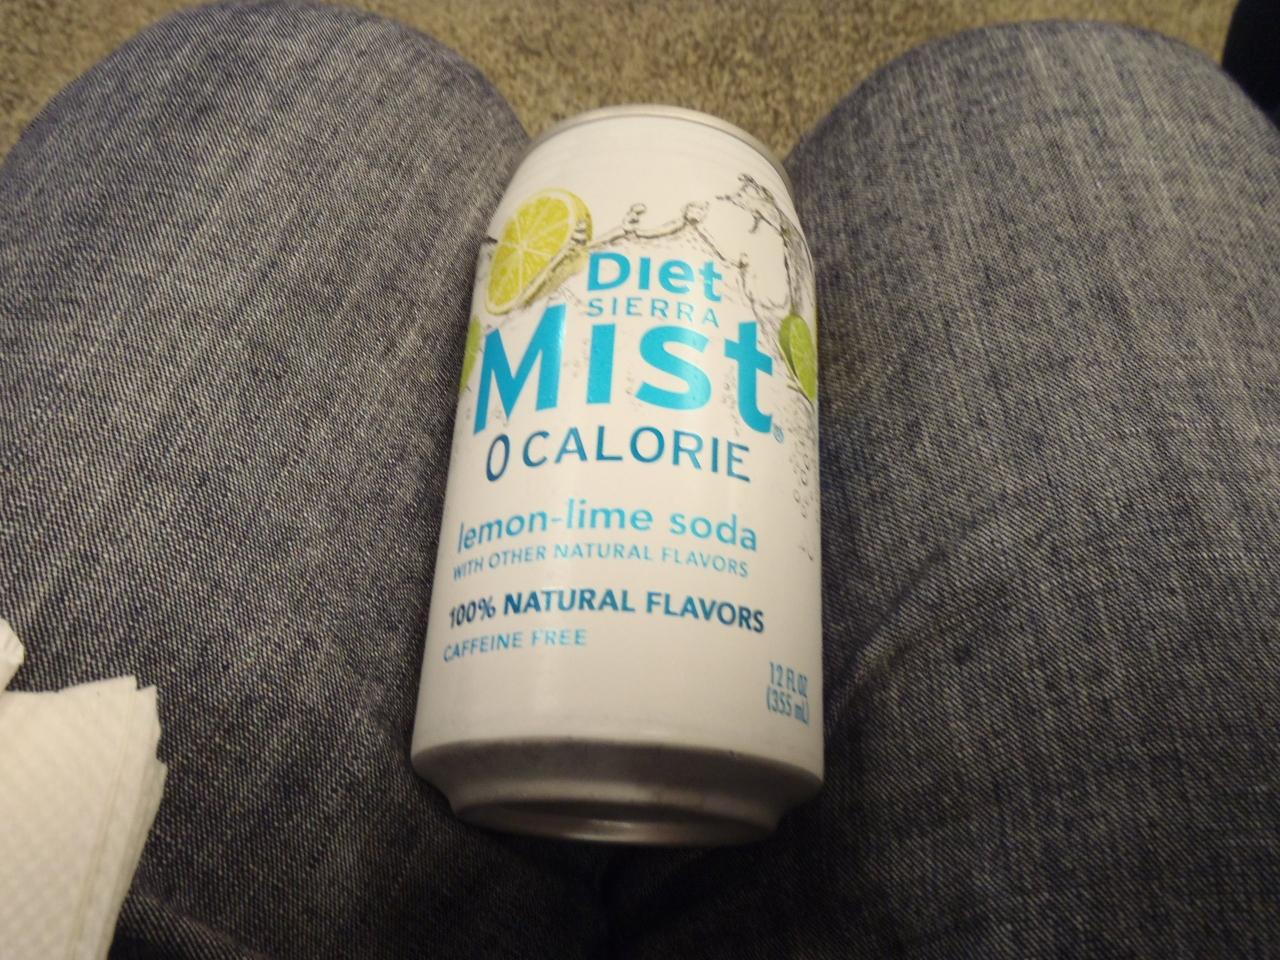 Diet
SIERRA
Mist®
0 CALORIE
lemon-lime soda
WITH OTHER NATURAL FLAVORS
100% NATURAL FLAVORS
CAFFEINE FREE
12 FL OZ
(355 mL)